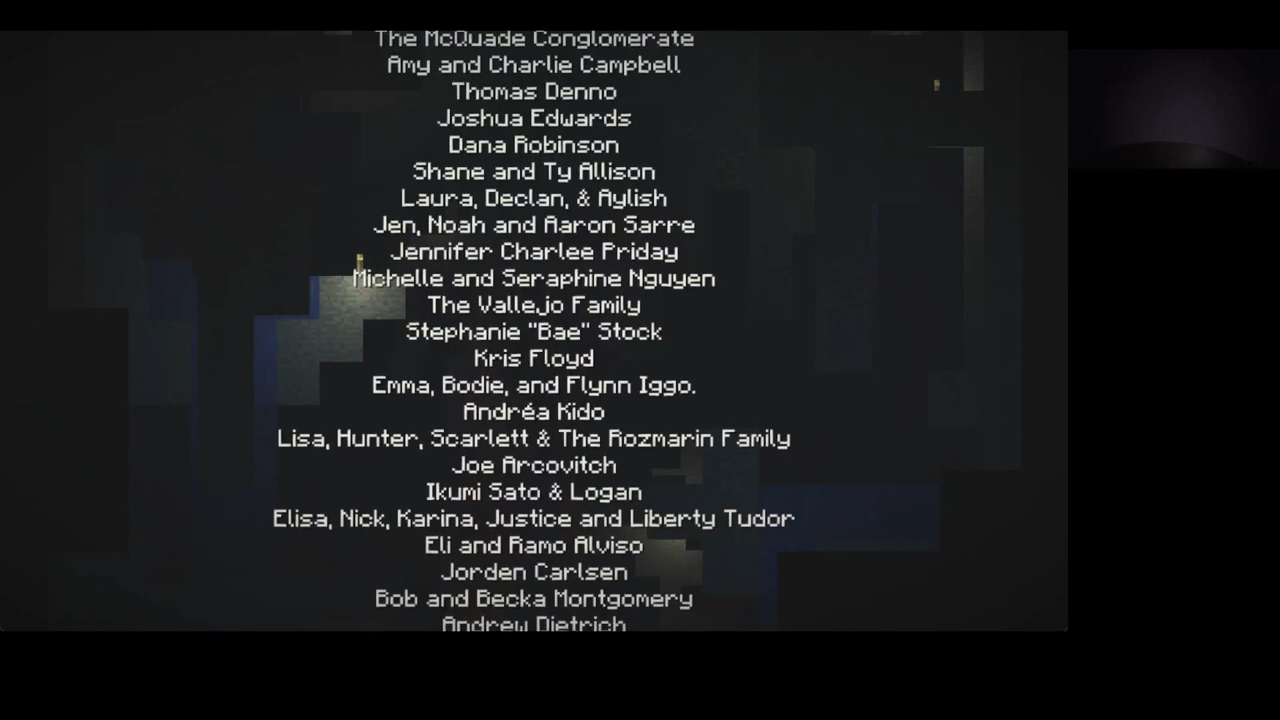 The McQuade Conglomerate
Amy and Charlie Campbell
Thomas Denno
Joshua Edwards
Dana Robinson
Shane and Ty Allison
Laura, Declan, & Aylish
Jen, Noah and Aaron Sarre
Jennifer Charlee Priday
Michelle and Seraphine Nguyen
The Vallejo Family
Stephanie "Bae" Stock
Kris Floyd
Emma, Bodie, and Flynn Iggo.
Andréa Kido
Lisa, Hunter, Scarlett & The Rozmarin Family
Joe Arcovitch
Ikumi Sato & Logan
Elisa, Nick, Karina, Justice and Liberty Tudor
Eli and Ramo Alviso
Jorden Carlsen
Bob and Becka Montgomery
Andrew Dietrich